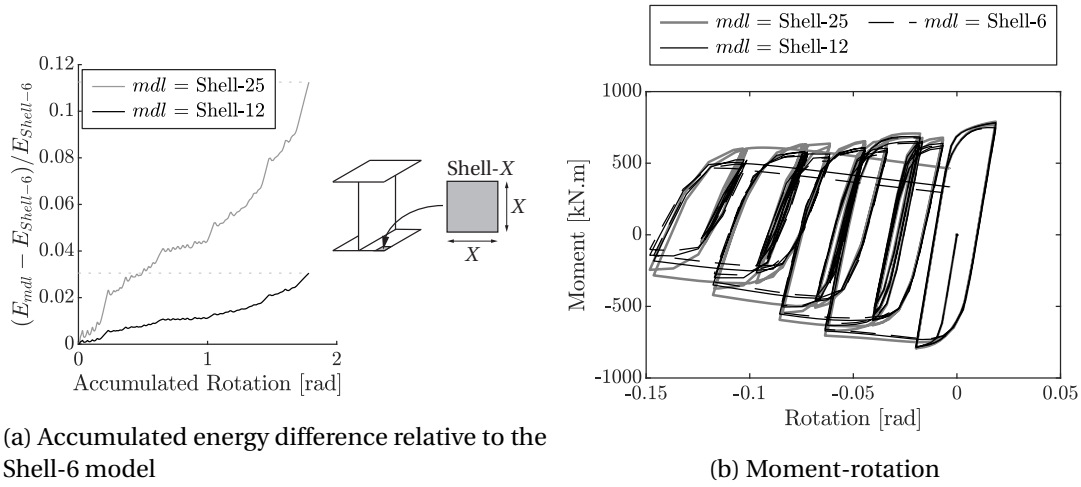 mdl = Shell-25
mdl = Shell-12
(E_mdl − E_Shell−6)/E_Shell−6
0.12
0.1
0.08
0.06
0.04
0.02
0
0 1 2
Accumulated Rotation [rad]
Shell-X
X
X
(a) Accumulated energy difference relative to the
Shell-6 model
mdl = Shell-25 mdl = Shell-6
mdl = Shell-12
Moment [kN.m]
1000
500
0
-500
-1000
-0.15 -0.1 -0.05 0 0.05
Rotation [rad]
(b) Moment-rotation